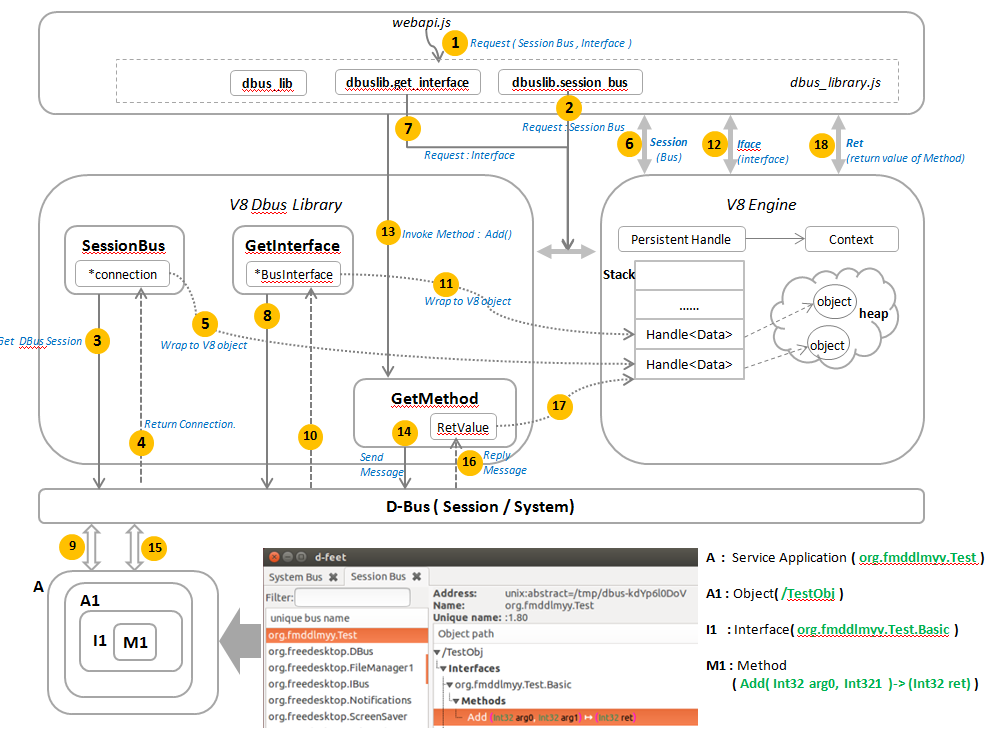 webapi.js
1 Request ( Session Bus , Interface )
dbus_lib
dbuslib.get_interface
dbuslib.session_bus
dbus_library.js
2
7
Request : Session Bus
Request : Interface
6 Session
(Bus)
12 Iface
(interface)
18 Ret
(return value of Method)
V8 Dbus Library
V8 Engine
SessionBus
*connection
GetInterface
*BusInterface
13 Invoke Method : Add()
Persistent Handle
Context
Stack
......
Handle<Data>
Handle<Data>
object
object
heap
11
Wrap to V8 object
5
Wrap to V8 object
8
3
Get DBus Session
GetMethod
RetValue
17
14
Send
Message
16 Reply
Message
Return Connection.
4
10
D-Bus ( Session / System)
9
15
A
A1
I1
M1
d-feet
System Bus
Session Bus
Filter:
unique bus name
org.fmddlmyy.Test
org.freedesktop.DBus
org.freedesktop.FileManager1
org.freedesktop.IBus
org.freedesktop.Notifications
org.freedesktop.ScreenSaver
Address: unix:abstract=/tmp/dbus-kdYp6l0DoV
Name: org.fmddlmyy.Test
Unique name: :1.80
Object path
/TestObj
Interfaces
org.fmddlmyy.Test.Basic
Methods
Add (Int32 arg0, Int32 arg1) ↦ (Int32 ret)
A : Service Application ( org.fmddlmyy.Test )
A1 : Object( /TestObj )
I1 : Interface( org.fmddlmyy.Test.Basic )
M1 : Method
( Add( Int32 arg0, Int321 )-> (Int32 ret) )